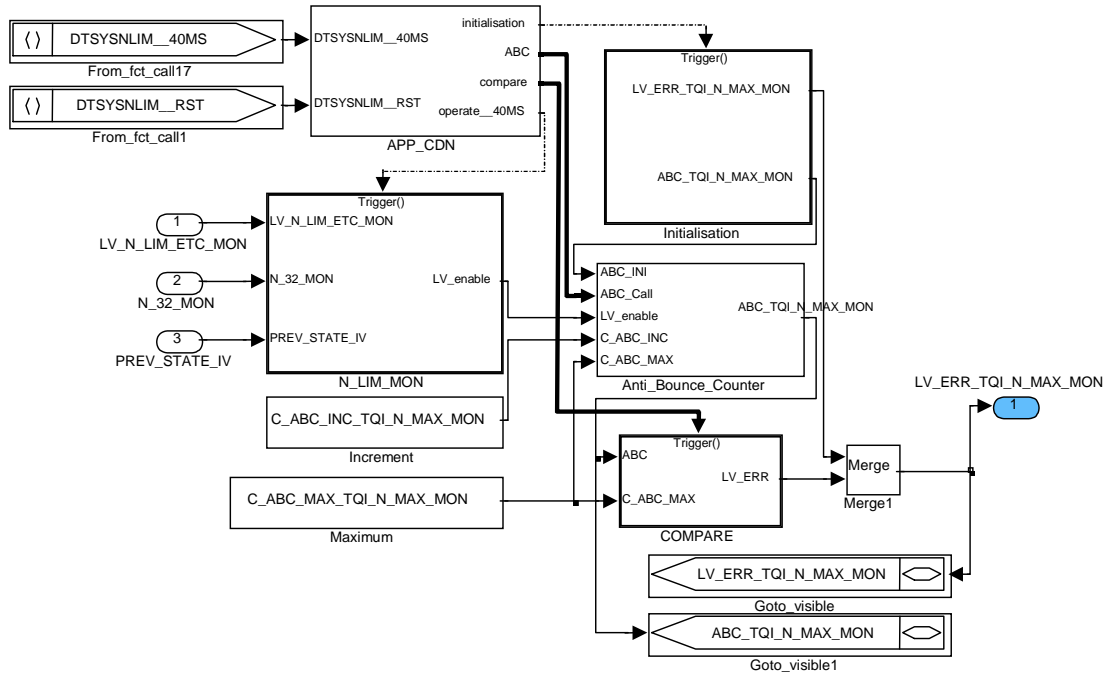 DTSYSNLIM__40MS
From_fct_call17
DTSYSNLIM__RST
From_fct_call1
DTSYSNLIM__40MS
DTSYSNLIM__RST
initialisation
ABC
compare
operate__40MS
APP_CDN
Trigger()
LV_ERR_TQI_N_MAX_MON
ABC_TQI_N_MAX_MON
Initialisation
1
LV_N_LIM_ETC_MON
2
N_32_MON
3
PREV_STATE_IV
Trigger()
LV_N_LIM_ETC_MON
N_32_MON
PREV_STATE_IV
LV_enable
N_LIM_MON
ABC_INI
ABC_Call
LV_enable
C_ABC_INC
C_ABC_MAX
ABC_TQI_N_MAX_MON
Anti_Bounce_Counter
C_ABC_INC_TQI_N_MAX_MON
Increment
C_ABC_MAX_TQI_N_MAX_MON
Maximum
Trigger()
ABC
C_ABC_MAX
LV_ERR
COMPARE
Merge
Merge1
LV_ERR_TQI_N_MAX_MON
1
LV_ERR_TQI_N_MAX_MON
Goto_visible
ABC_TQI_N_MAX_MON
Goto_visible1